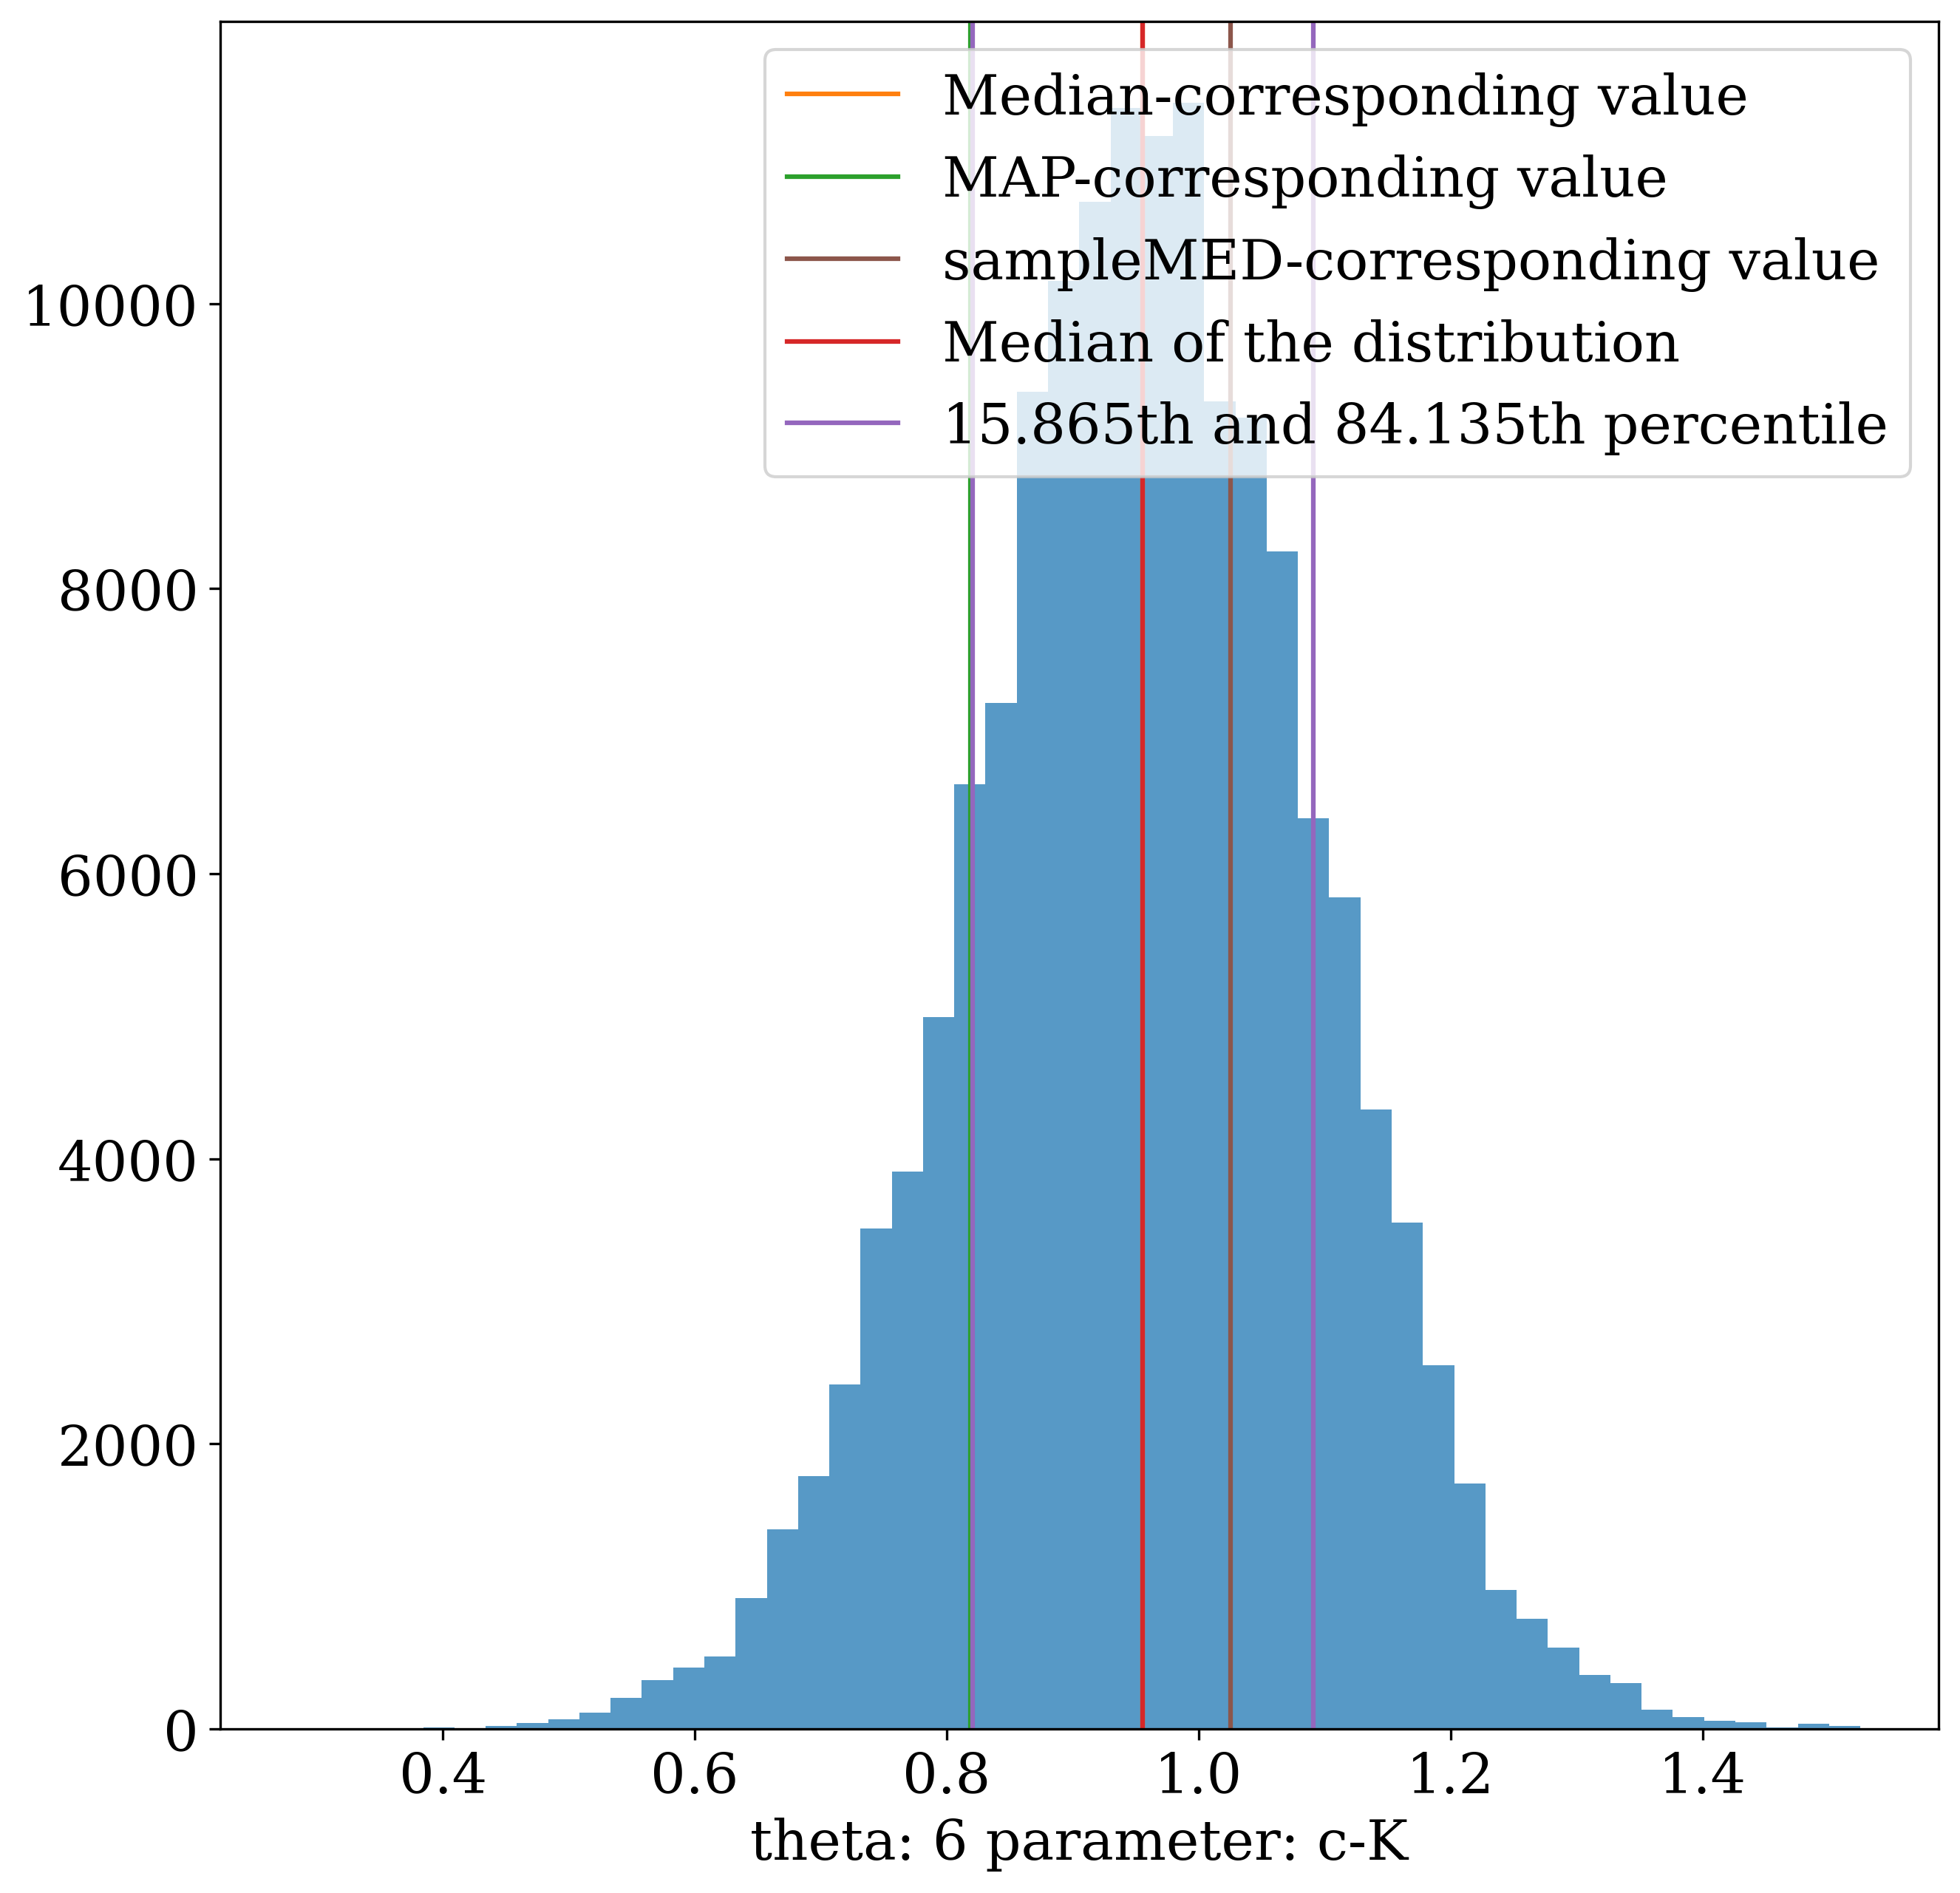 Median-corresponding value
MAP-corresponding value
sampleMED-corresponding value
Median of the distribution
15.865th and 84.135th percentile
10000
8000
6000
4000
2000
0
0.4 0.6 0.8 1.0 1.2 1.4
theta: 6 parameter: c-K